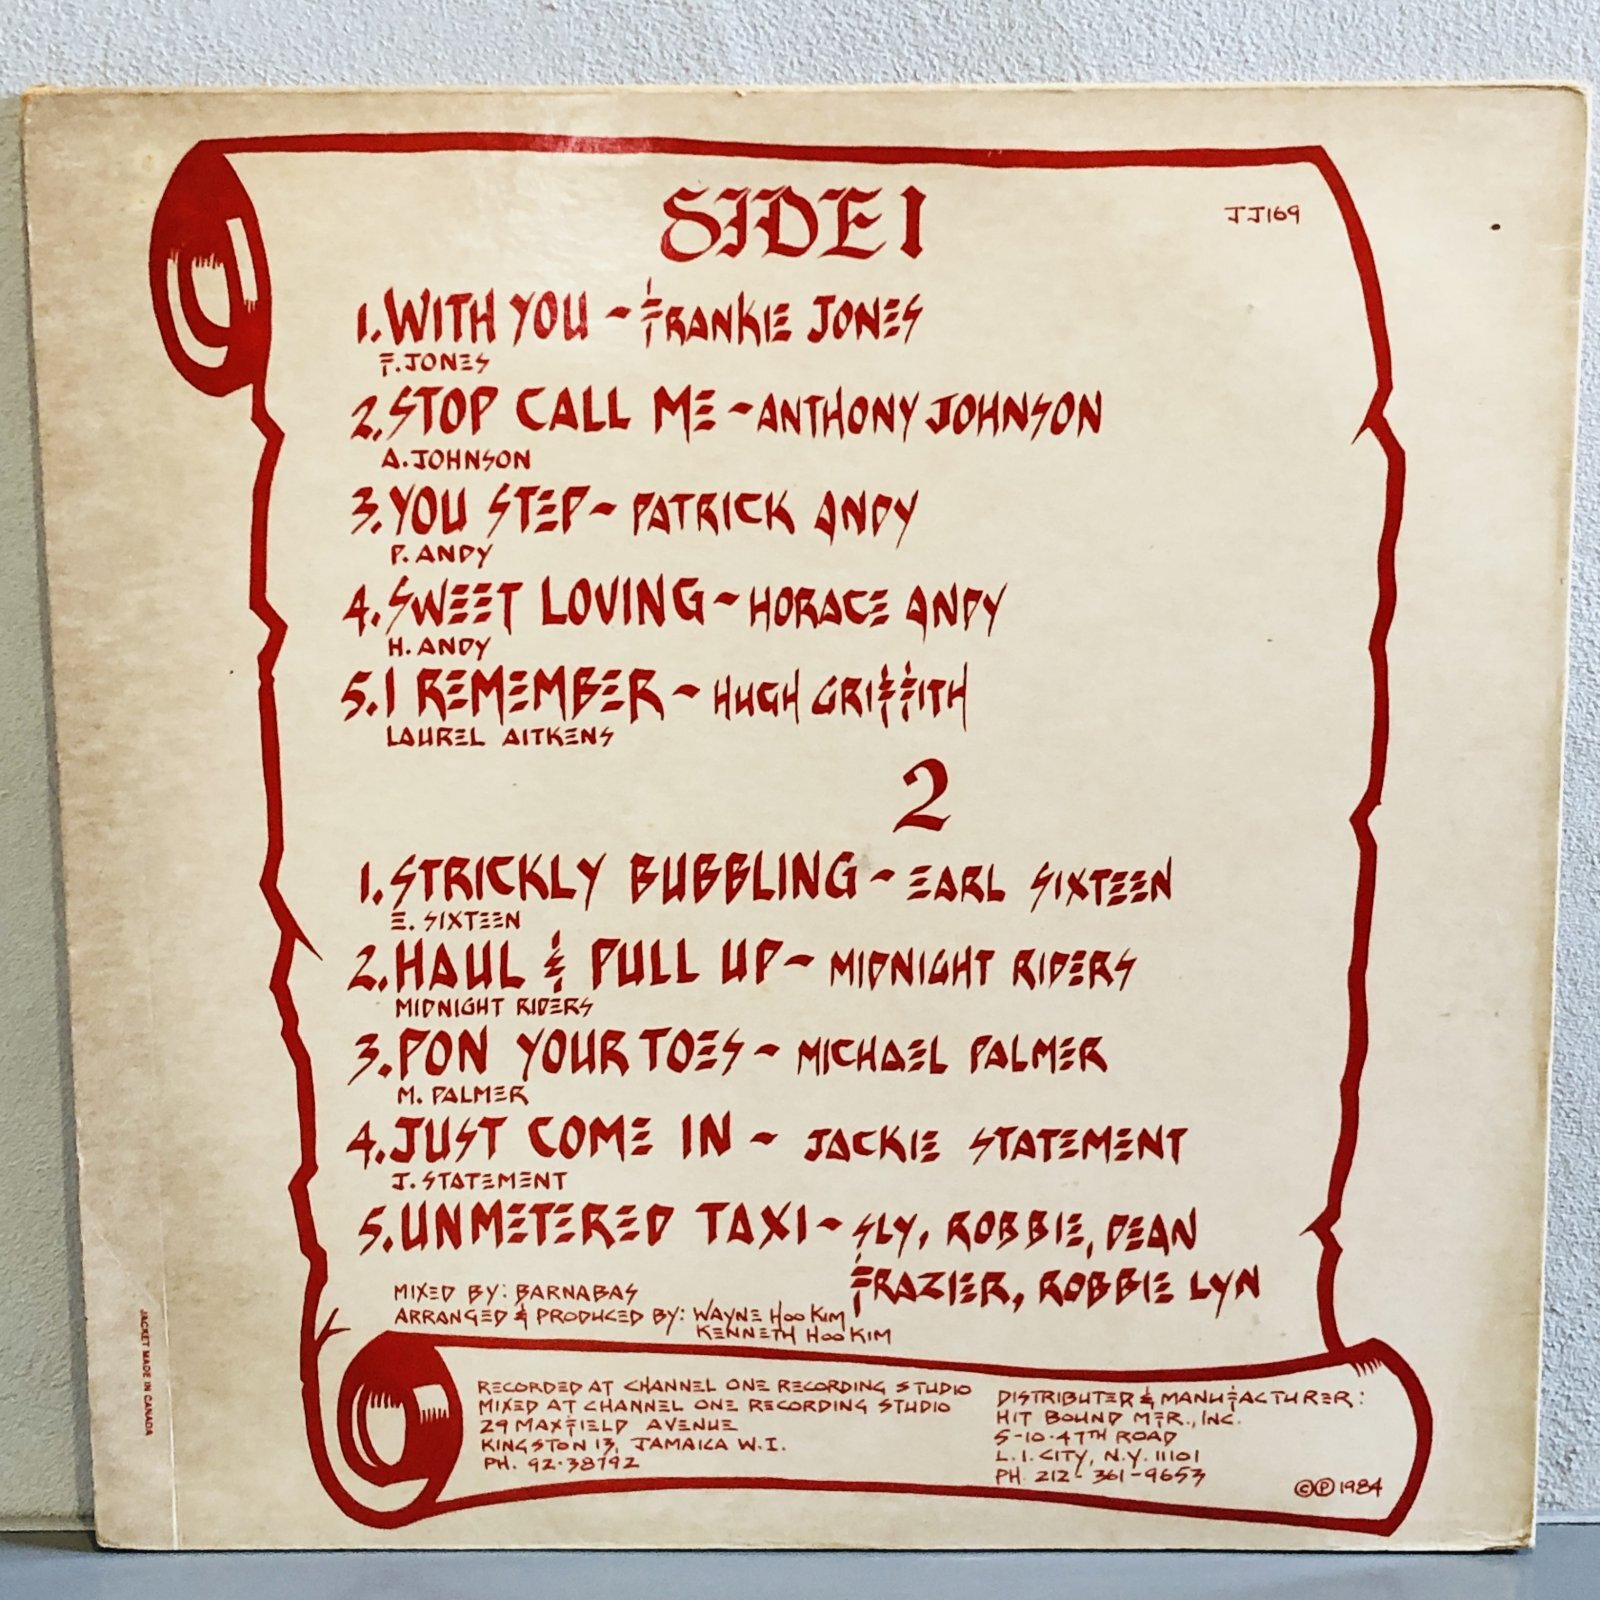 SIDE 1
JJ169
1. WITH YOU - FRANKIE JONES
F. JONES
2. STOP CALL ME - ANTHONY JOHNSON
A. JOHNSON
3. YOU STEP - PATRICK ANDY
P. ANDY
4. SWEET LOVING - HORACE ANDY
H. ANDY
5. I REMEMBER - HUGH GRIFFITH
LAUREL AITKENS
2
1. STRICKLY BUBBLING - EARL SIXTEEN
E. SIXTEEN
2. HAUL & PULL UP - MIDNIGHT RIDERS
MIDNIGHT RIDERS
3. PON YOUR TOES - MICHAEL PALMER
M. PALMER
4. JUST COME IN - JACKIE STATEMENT
J. STATEMENT
5. UNMETERED TAXI - SLY, ROBBIE, DEAN
FRAZIER, ROBBIE LYN
MIXED BY: BARNABAS
ARRANGED & PRODUCED BY: WAYNE HOO KIM
KENNETH HOO KIM
RECORDED AT CHANNEL ONE RECORDING STUDIO
MIXED AT CHANNEL ONE RECORDING STUDIO
29 MAXFIELD AVENUE
KINGSTON 13, JAMAICA W.I.
PH. 92-38792
DISTRIBUTED & MANUFACTURER:
HIT BOUND MFR., INC.
5-10-47TH ROAD
L.I. CITY, N.Y. 11101
PH. 212-361-9653
©℗1984
JACKET MADE IN CANADA